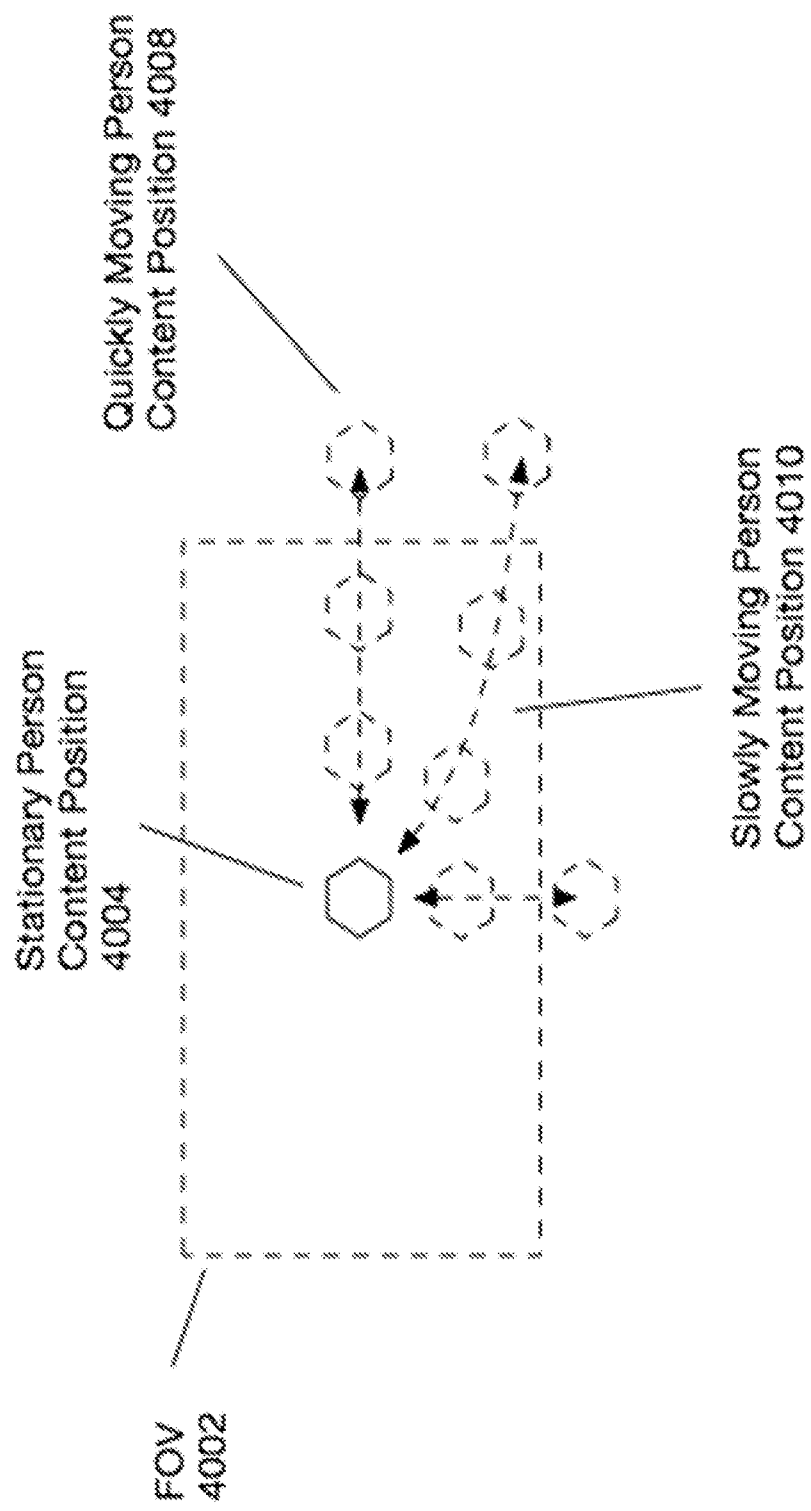 FOV
4002
Stationary Person
Content Position
4004
Quickly Moving Person
Content Position 4008
Slowly Moving Person
Content Position 4010